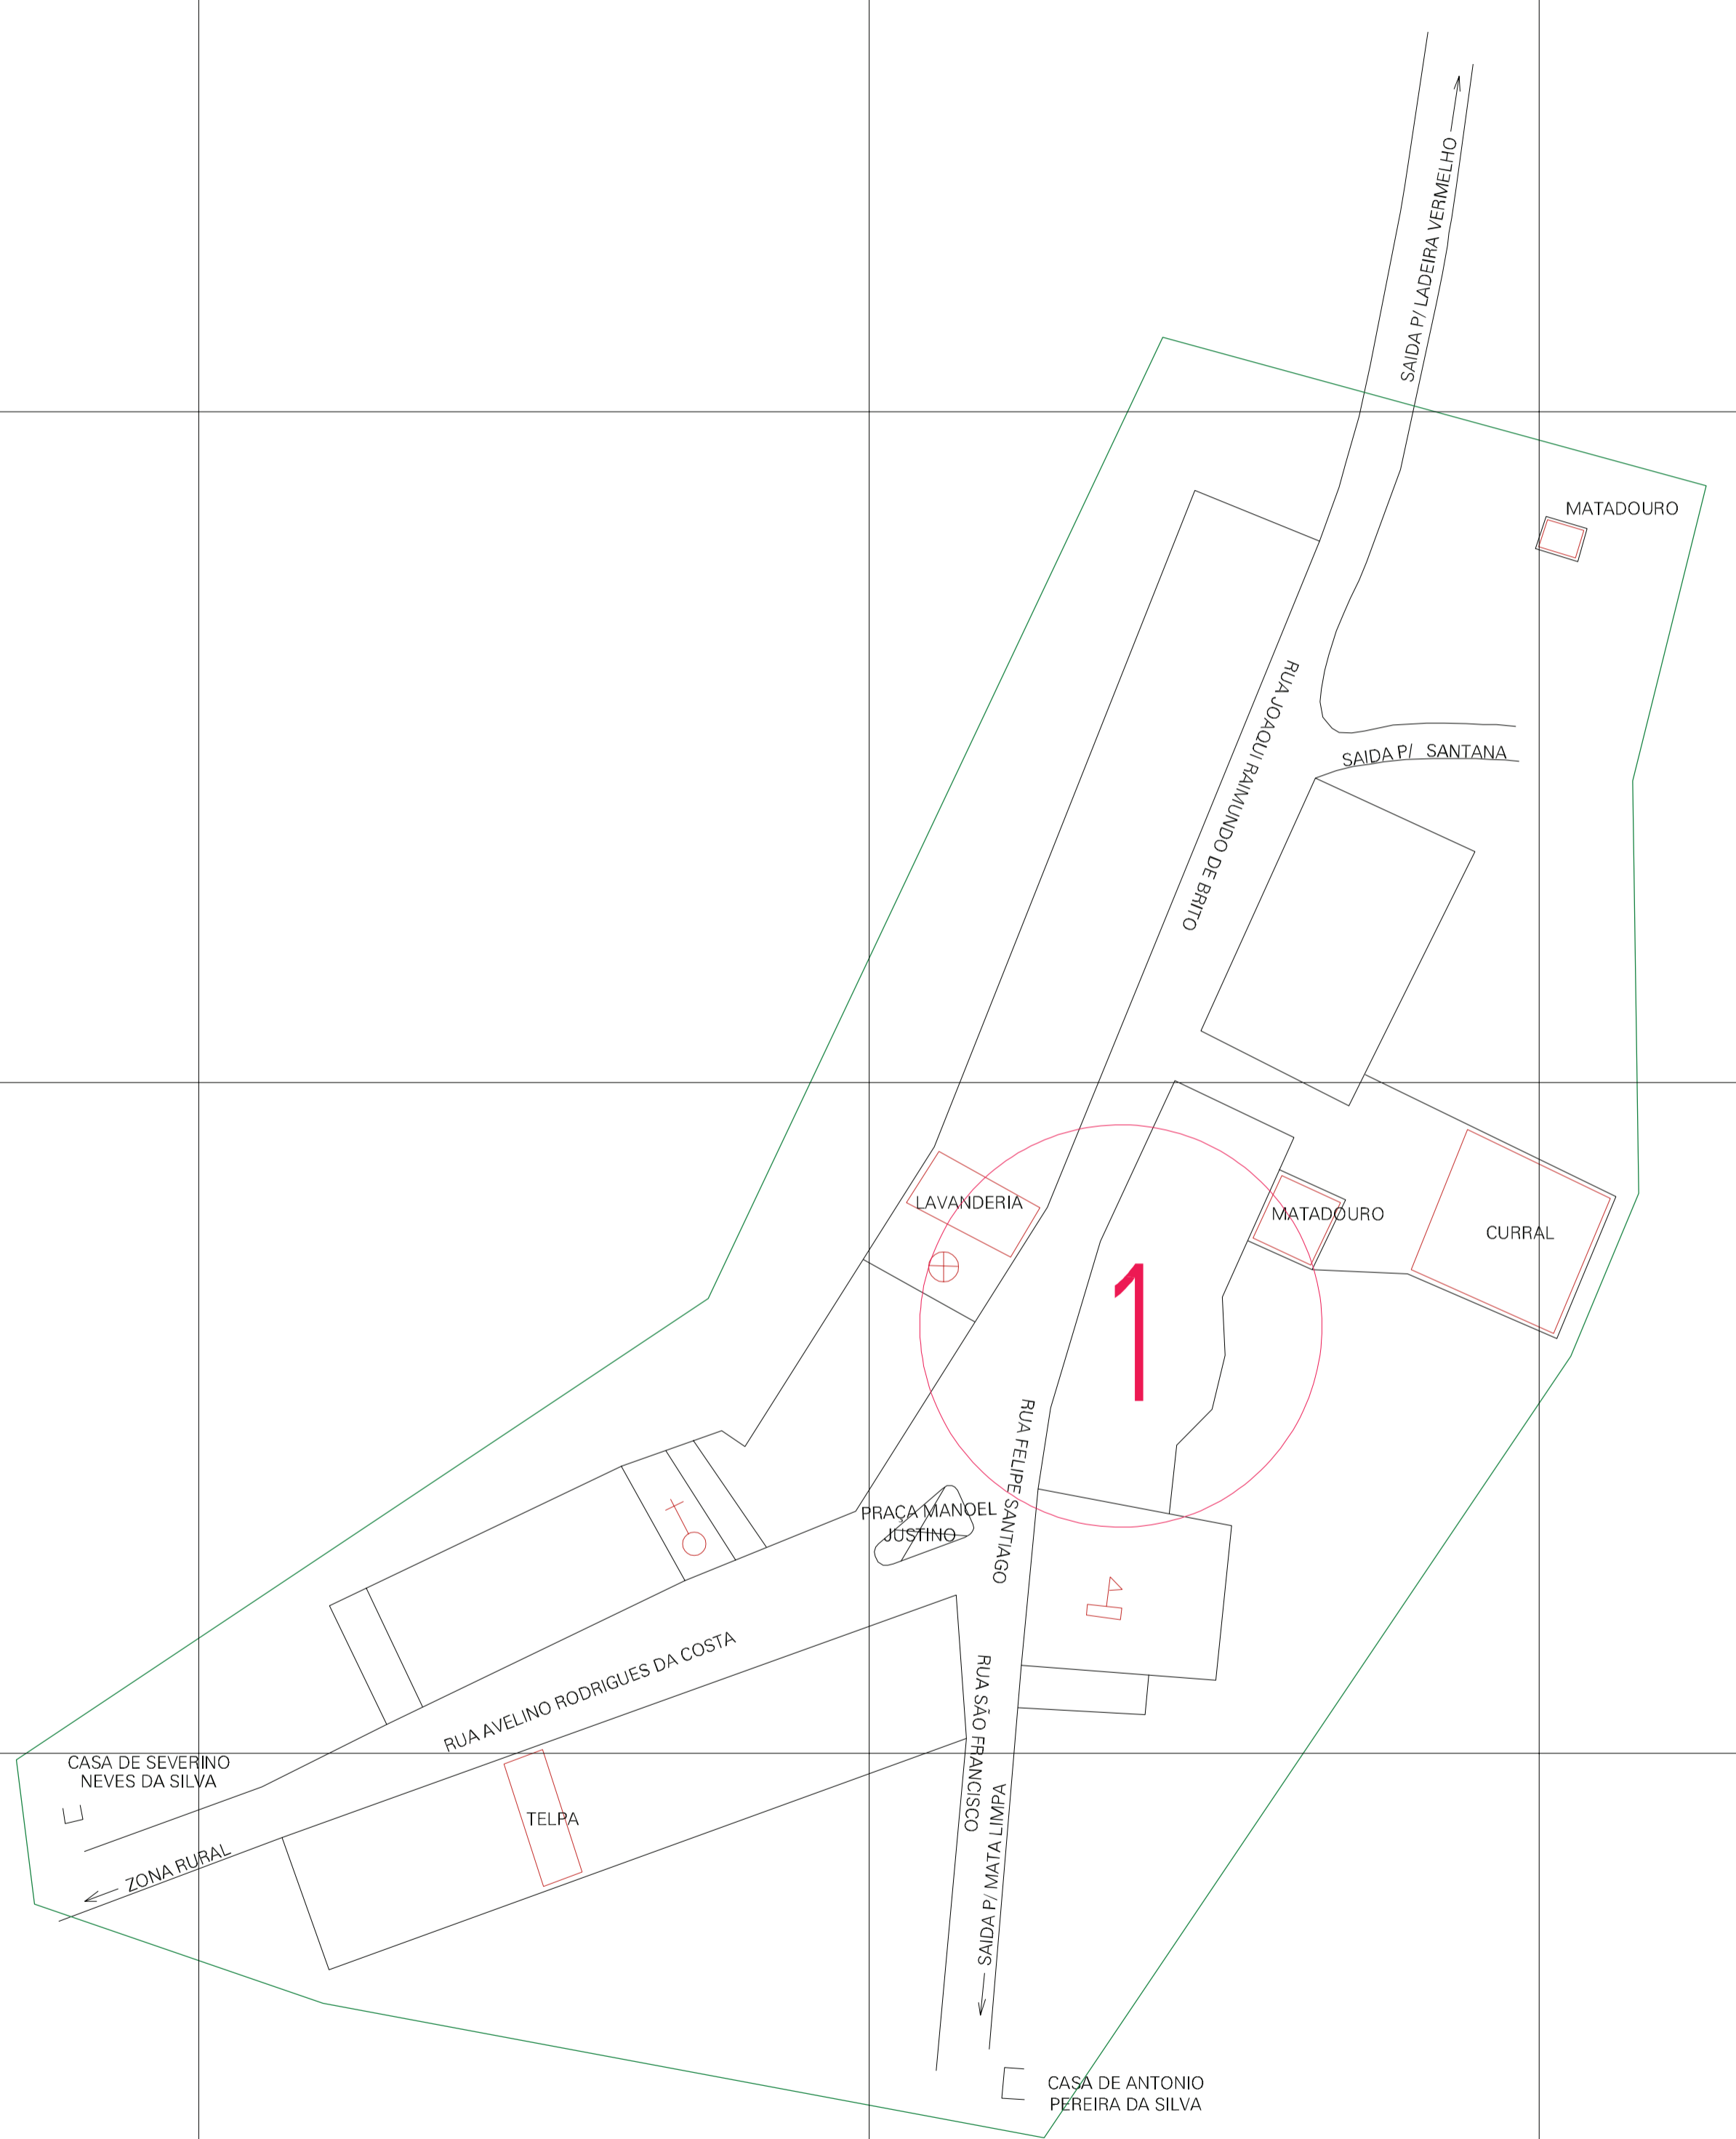 SAIDA P/ LADEIRA VERMELHO
MATADOURO
RUA JOAQUI RAIMUNDO DE BRITO
SAIDA P/ SANTANA
LAVANDERIA
MATADOURO
CURRAL
1
RUA FELIPE SANTIAGO
PRAÇA MANOEL
JUSTINO
RUA AVELINO RODRIGUES DA COSTA
RUA SÃO FRANCISCO
CASA DE SEVERINO
NEVES DA SILVA
TELPA
ZONA RURAL
SAIDA P/ MATA LIMPA
CASA DE ANTONIO
PEREIRA DA SILVA